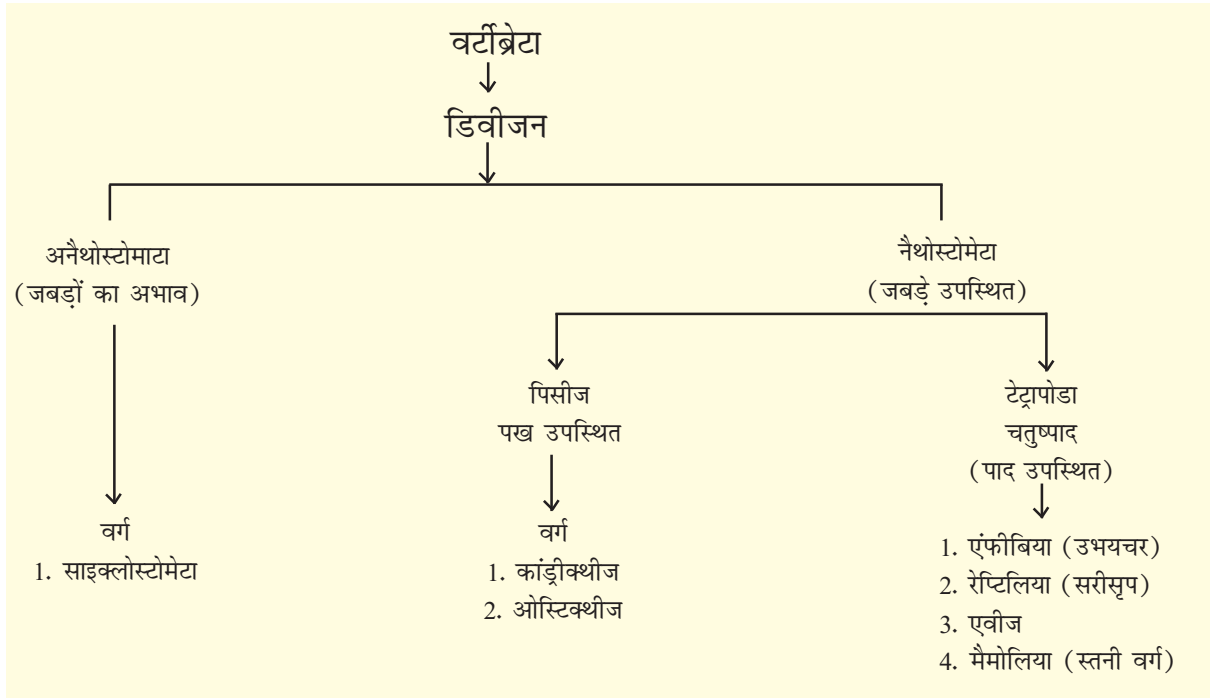 वर्टीब्रेटा
डिवीजन
अनैथोस्टोमाटा
(जबड़ों का अभाव)
नैथोस्टोमेटा
(जबड़े उपस्थित)
पिसीज
पख उपस्थित
टेट्रापोडा
चतुष्पाद
(पाद उपस्थित)
वर्ग
1. साइक्लोस्टोमेटा
वर्ग
1. कांड्रीक्थीज
2. ओस्टिक्थीज
1. एंफीबिया (उभयचर)
2. रेप्टिलिया (सरीसृप)
3. एवीज
4. मैमोलिया (स्तनी वर्ग)